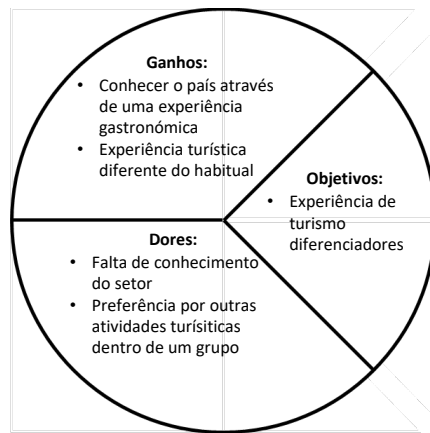 Ganhos:
• Conhecer o país através
de uma experiência
gastronómica
• Experiência turística
diferente do habitual
Objetivos:
• Experiência de
turismo
diferenciadores
Dores:
• Falta de conhecimento
do setor
• Preferência por outras
atividades turísiticas
dentro de um grupo